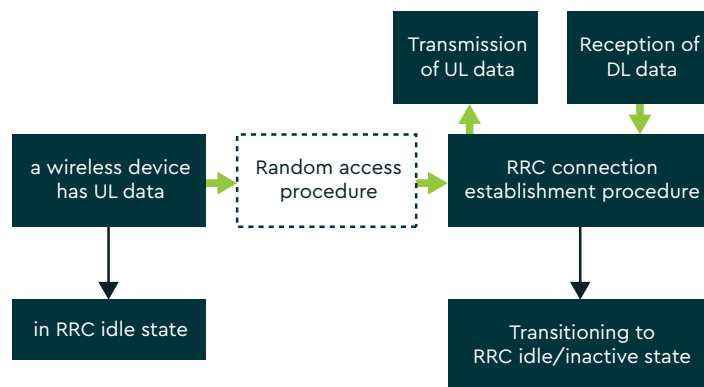 Transmission
of UL data
Reception of
DL data
a wireless device
has UL data
Random access
procedure
RRC connection
establishment procedure
in RRC idle state
Transitioning to
RRC idle/inactive state